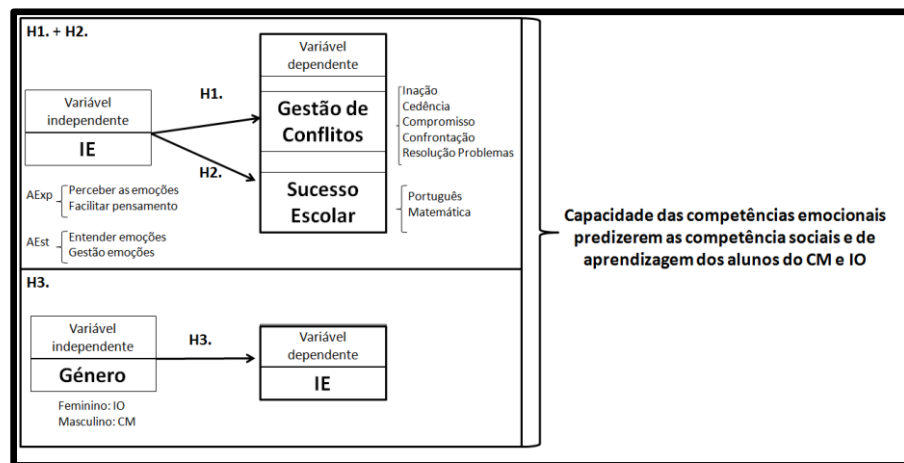 H1. + H2.
Variável
independente
IE
AExp
Perceber as emoções
Facilitar pensamento
AEst
Entender emoções
Gestão emoções
H1.
H2.
Variável
dependente
Gestão de
Conflitos
Inação
Cedência
Compromisso
Confrontação
Resolução Problemas
Sucesso
Escolar
Português
Matemática
H3.
Variável
independente
Género
Feminino: IO
Masculino: CM
H3.
Variável
dependente
IE
Capacidade das competências emocionais
predizerem as competência sociais e de
aprendizagem dos alunos do CM e IO